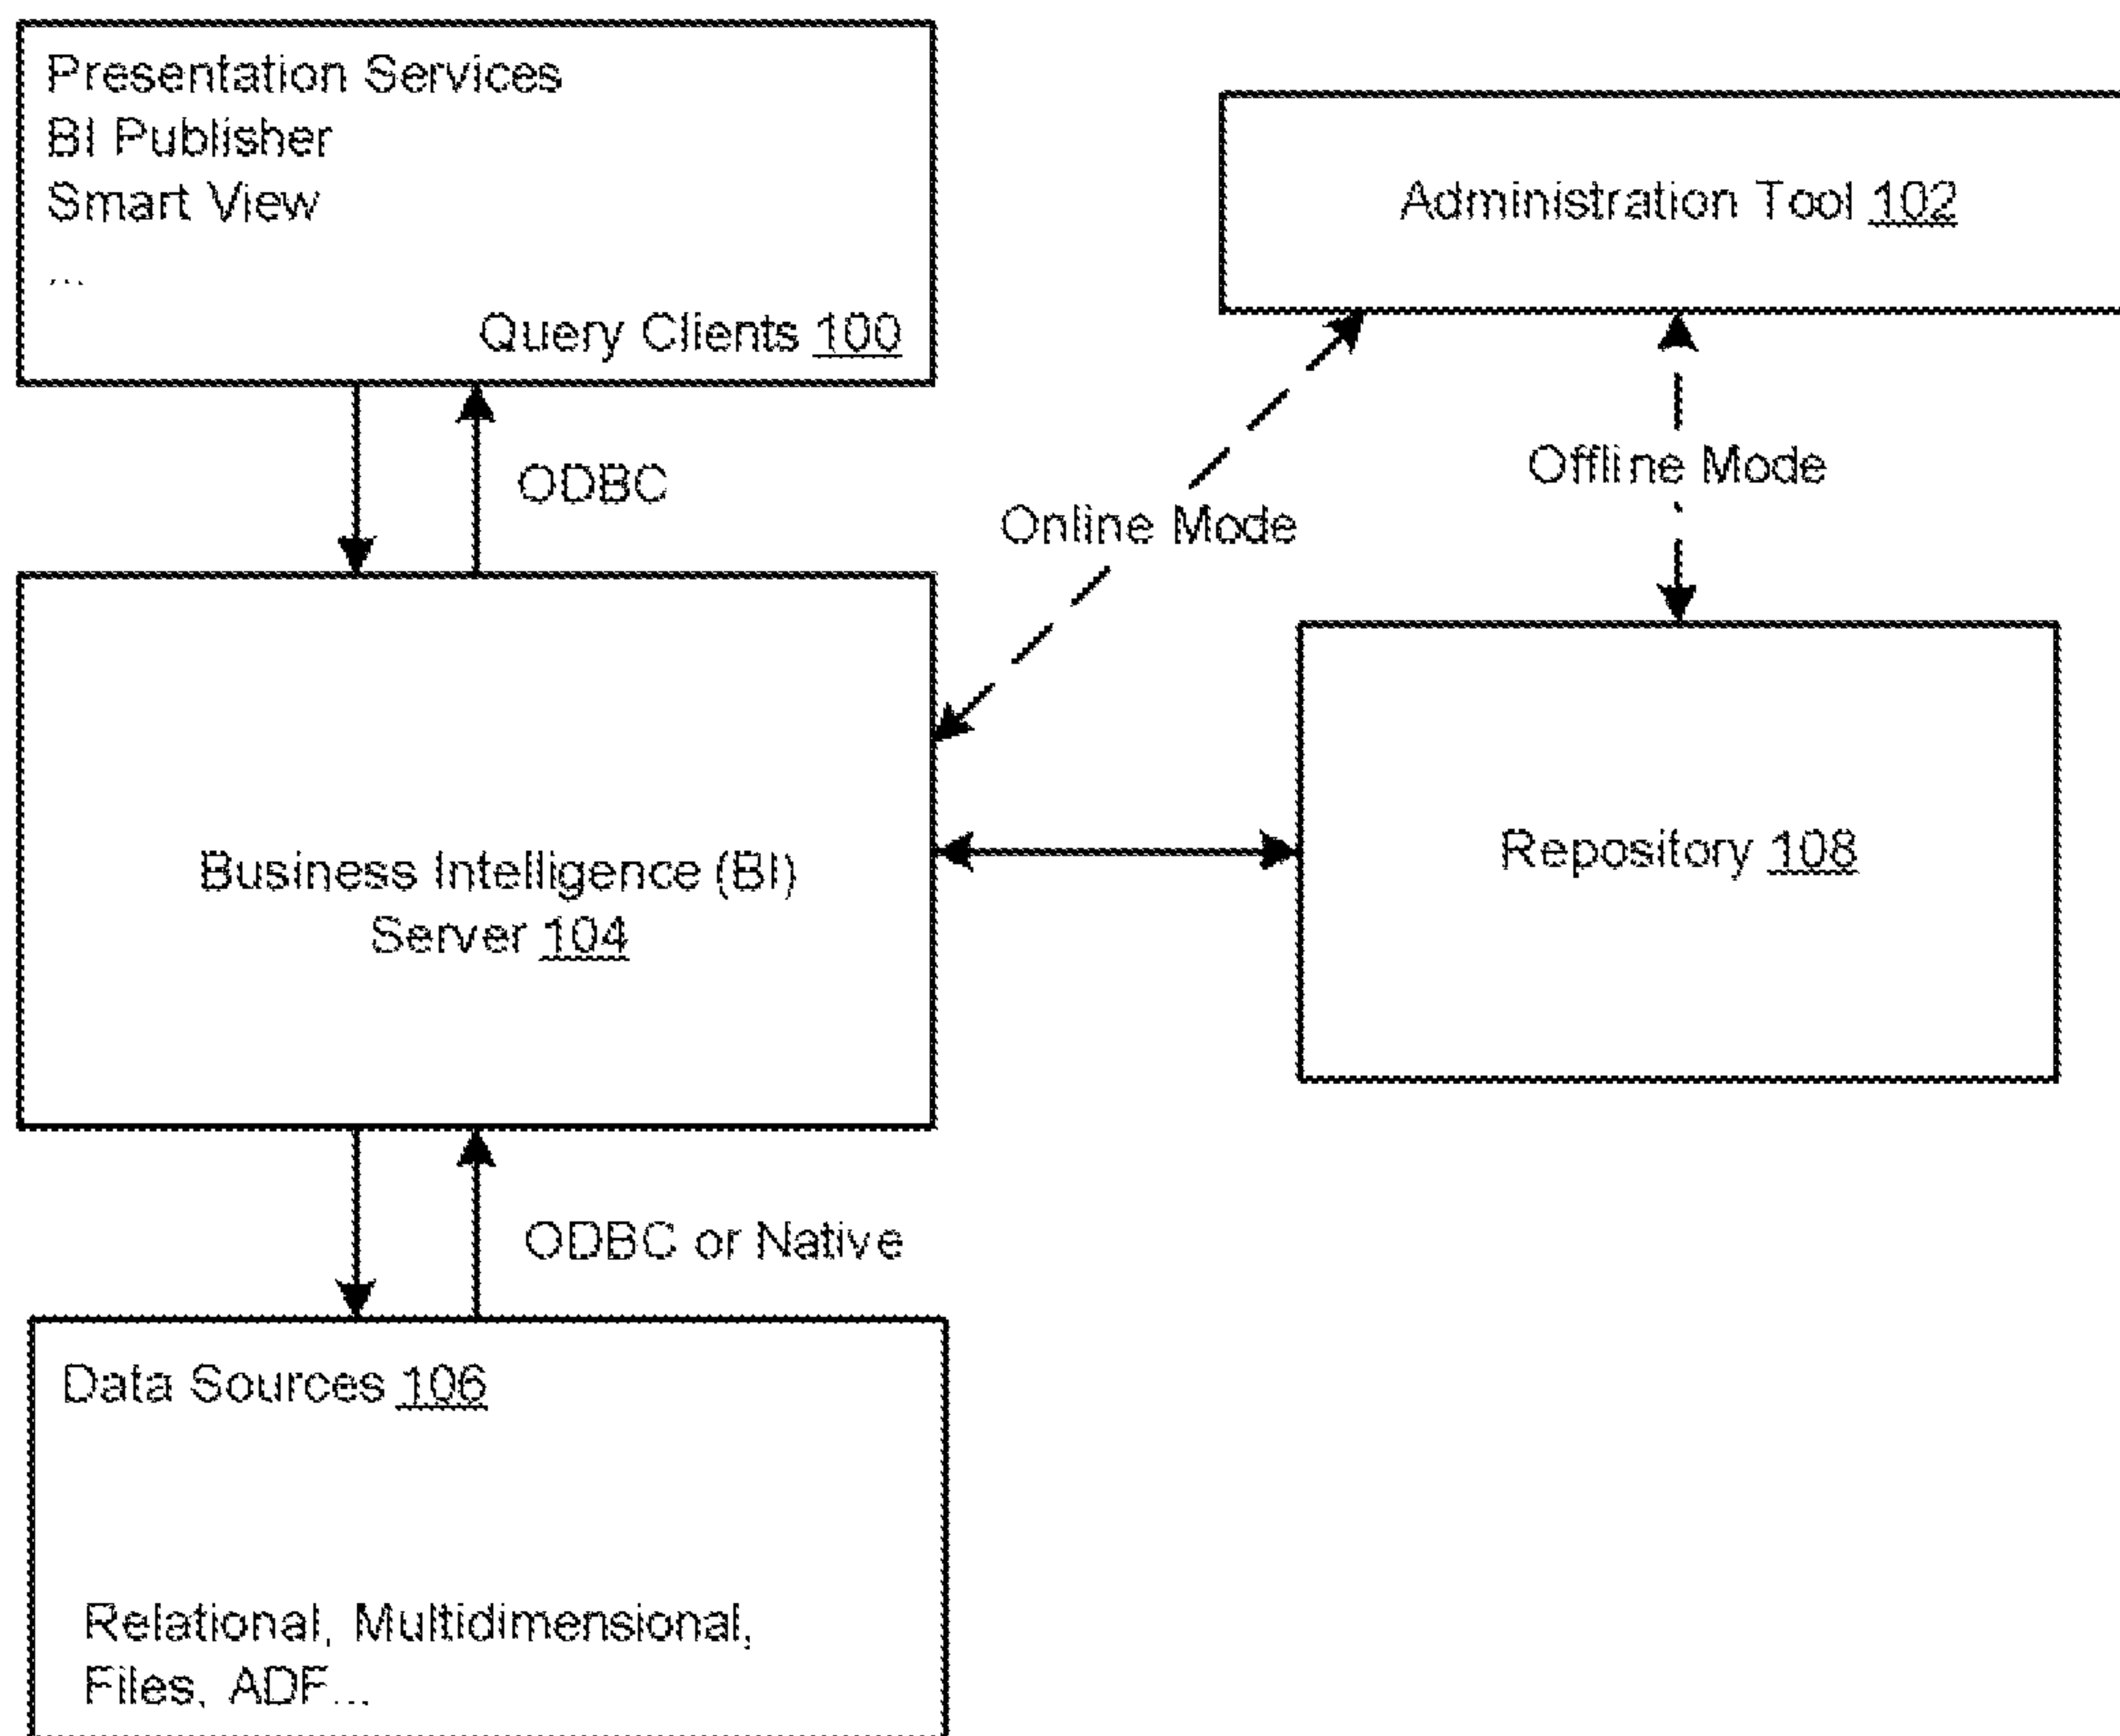 Presentation Services
BI Publisher
Smart View
...
Query Clients 100
Administration Tool 102
ODBC
Offline Mode
Online Mode
Business Intelligence (BI)
Server 104
Repository 108
ODBC or Native
Data Sources 106
Relational, Multidimensional,
Files, ADF...